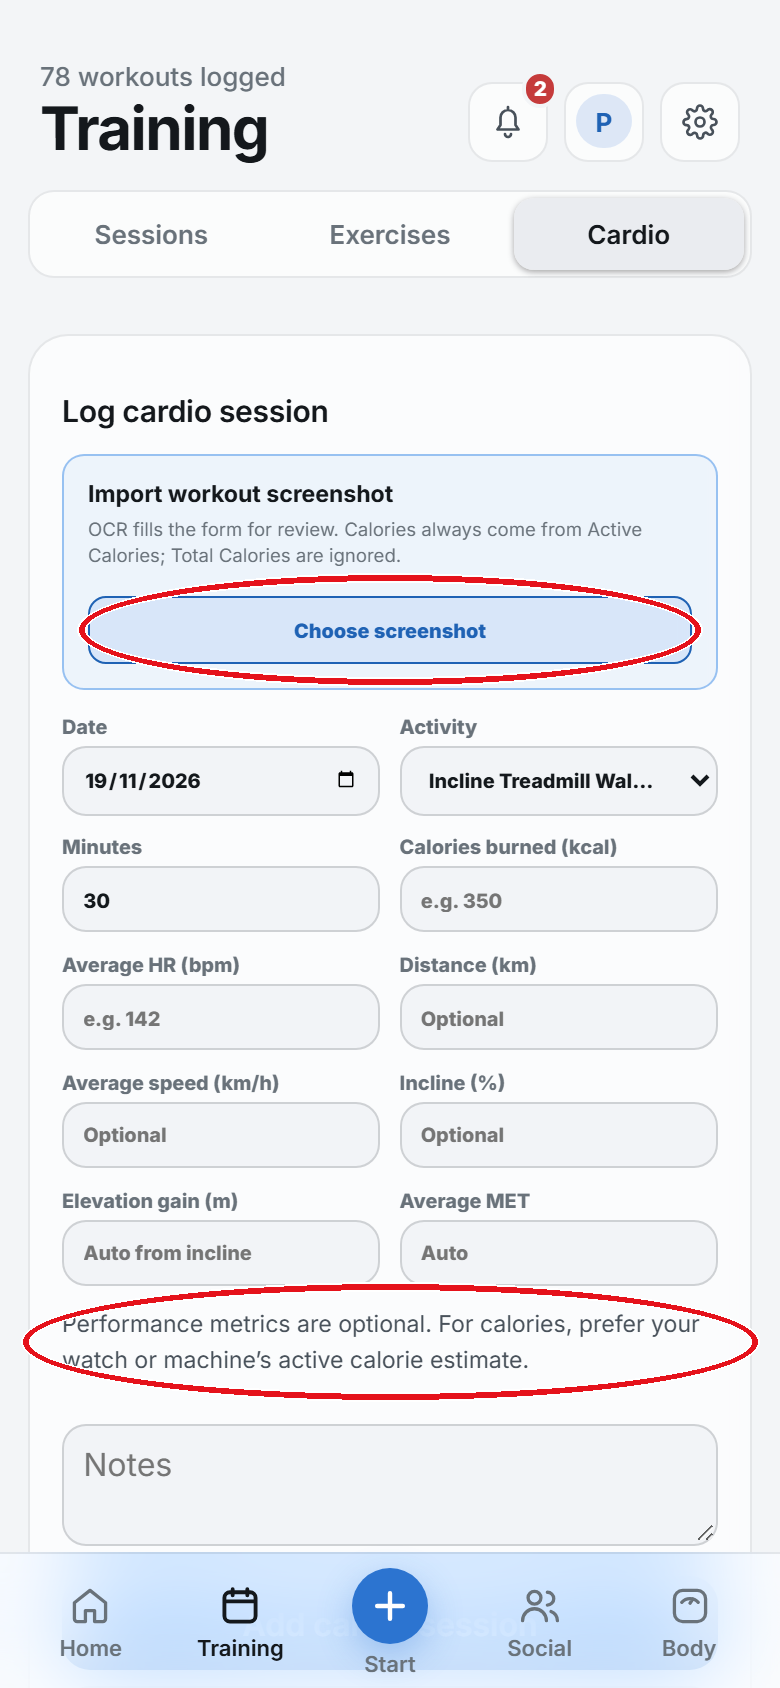 78 workouts logged
Training
2
P
Sessions
Exercises
Cardio
Log cardio session
Import workout screenshot
OCR fills the form for review. Calories always come from Active
Calories; Total Calories are ignored.
Choose screenshot
Date
Activity
19/11/2026
Incline Treadmill Wal...
Minutes
Calories burned (kcal)
30
e.g. 350
Average HR (bpm)
Distance (km)
e.g. 142
Optional
Average speed (km/h)
Incline (%)
Optional
Optional
Elevation gain (m)
Average MET
Auto from incline
Auto
Performance metrics are optional. For calories, prefer your
watch or machine’s active calorie estimate.
Notes
Home
Training
Start
Social
Body